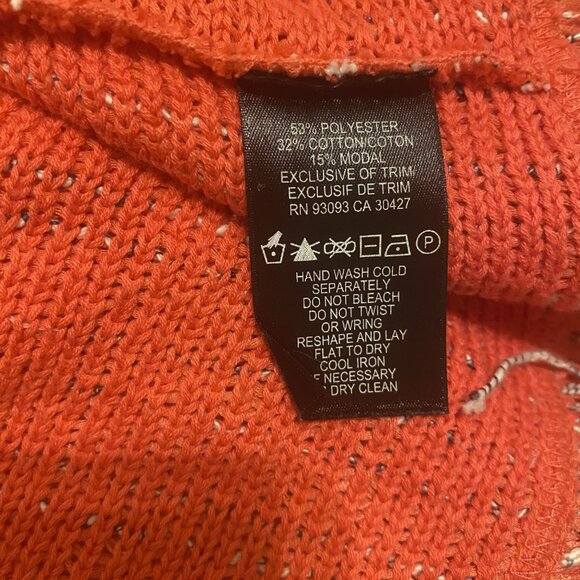 53% POLYESTER
32% COTTON/COTON
15% MODAL
EXCLUSIVE OF TRIM
EXCLUSIF DE TRIM
RN 93093 CA 30427
P
HAND WASH COLD
SEPARATELY
DO NOT BLEACH
DO NOT TWIST
OR WRING
RESHAPE AND LAY
FLAT TO DRY
COOL IRON
NECESSARY
DRY CLEAN